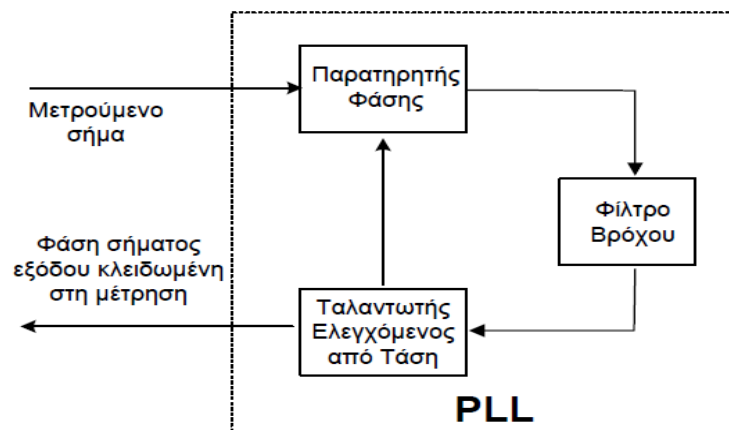 Παρατηρητής
Φάσης
Μετρούμενο
σήμα
Φίλτρο
Βρόχου
Φάση σήματος
εξόδου κλειδωμένη
στη μέτρηση
Ταλαντωτής
Ελεγχόμενος
από Τάση
PLL